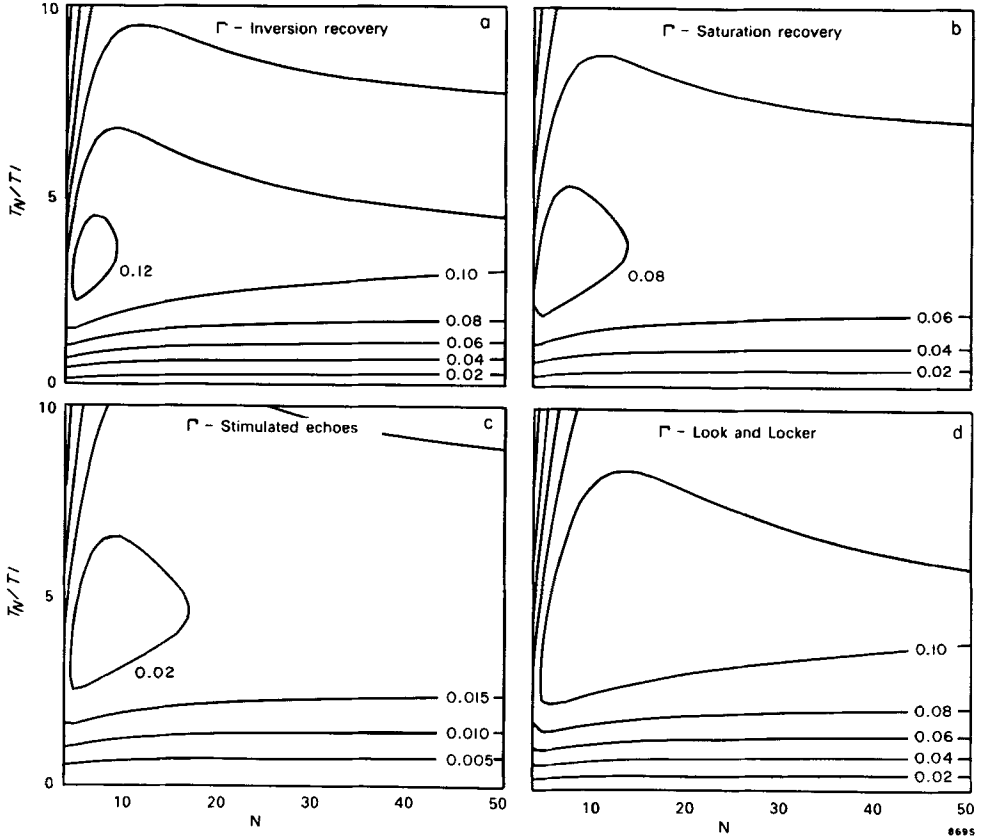 10
Γ - Inversion recovery
a
TN/T1
5
0.12
0.10
0.08
0.06
0.04
0.02
0
Γ - Saturation recovery
b
0.08
0.06
0.04
0.02
10
Γ - Stimulated echoes
c
TN/T1
5
0.02
0.015
0.010
0.005
0
10 20 30 40 50
N
Γ - Look and Locker
d
0.10
0.08
0.06
0.04
0.02
10 20 30 40 50
N
8695